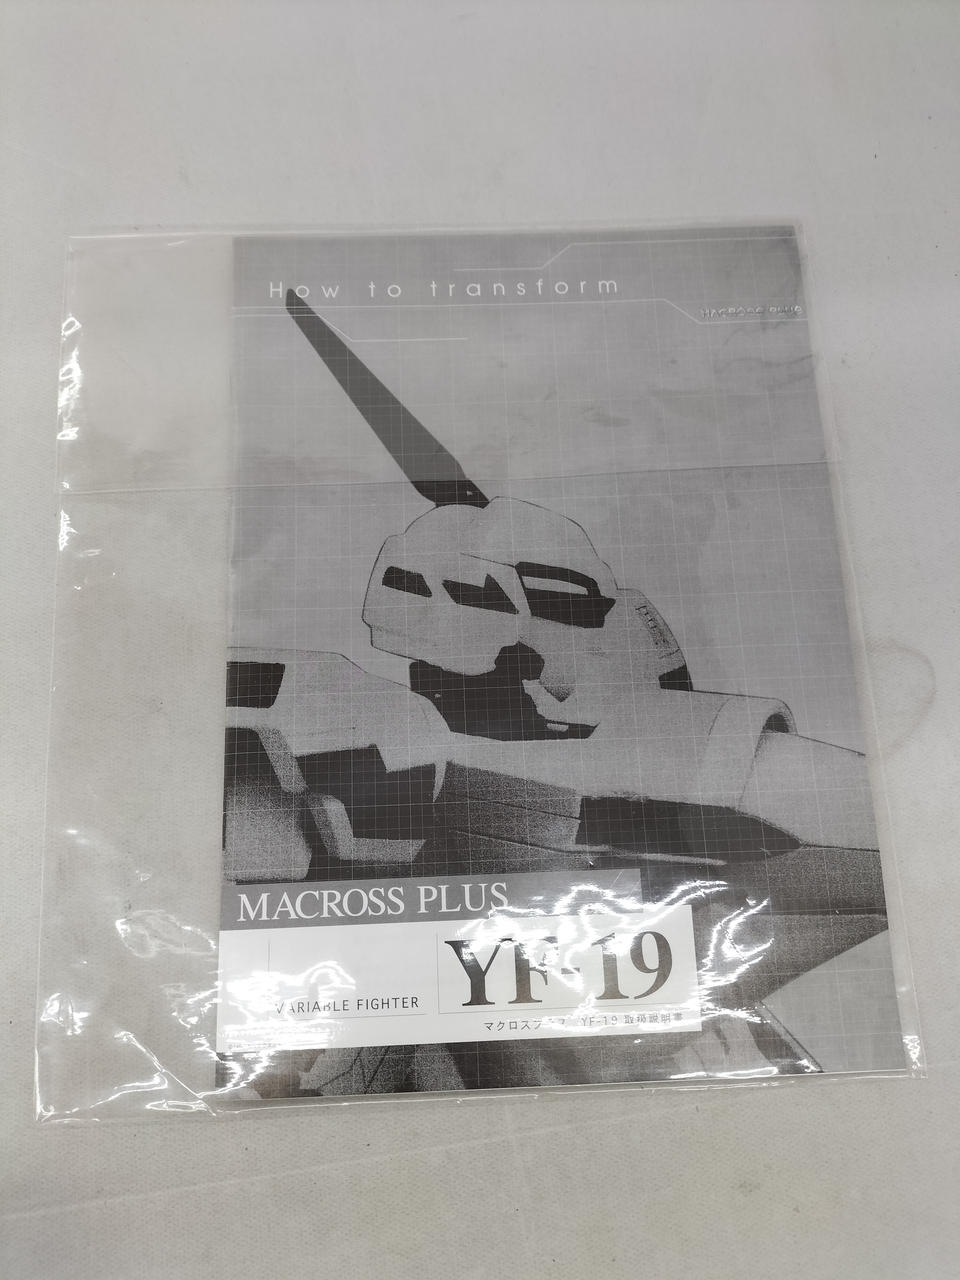 How to transform
MACROSS PLUS
MACROSS PLUS
YF-19
VARIABLE FIGHTER
マクロスプラス YF-19 取扱説明書